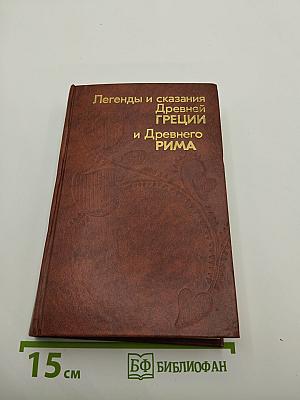 Легенды и сказания
Древней
ГРЕЦИИ
и Древнего
РИМА
15 см
БФ БИБЛИОФАН